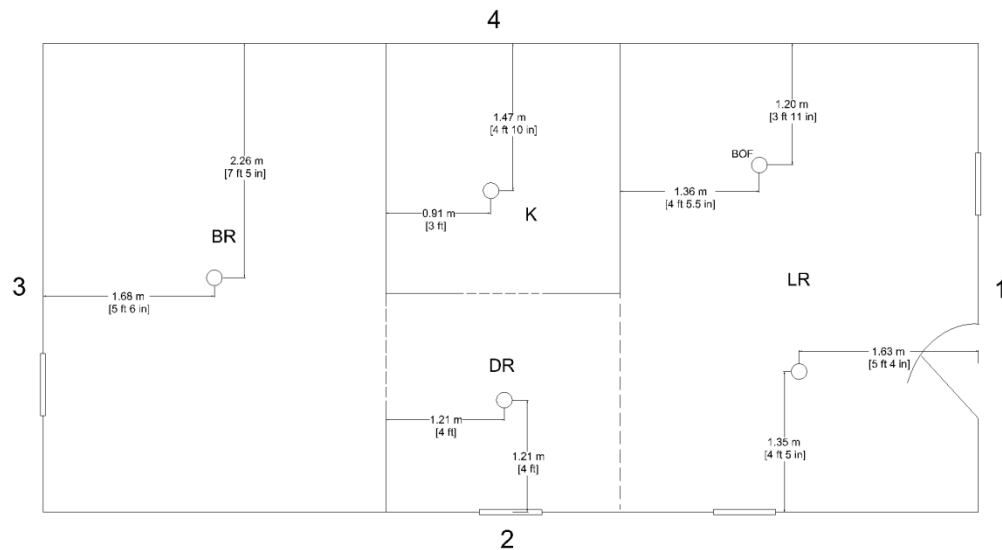 4
1.20 m
[3 ft 11 in]
1.47 m
[4 ft 10 in]
BOF
2.26 m
[7 ft 5 in]
1.36 m
[4 ft 5.5 in]
0.91 m
[3 ft]
K
BR
3
1.68 m
[5 ft 6 in]
LR
1
1.63 m
[5 ft 4 in]
DR
1.21 m
[4 ft]
1.35 m
[4 ft 5 in]
1.21 m
[4 ft]
2